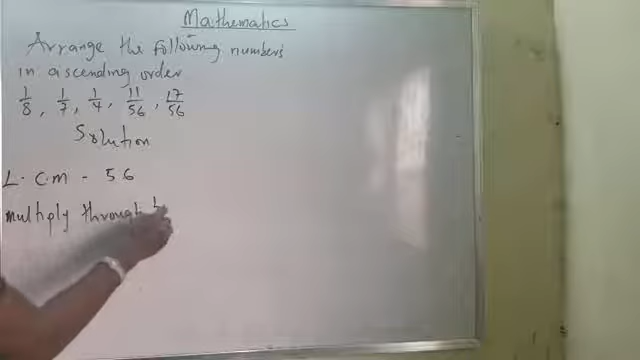 Mathematics
Arrange the following numbers
in ascending order
1/8, 1/7, 1/4, 11/56, 17/56
Solution
L.C.M - 56
multiply through